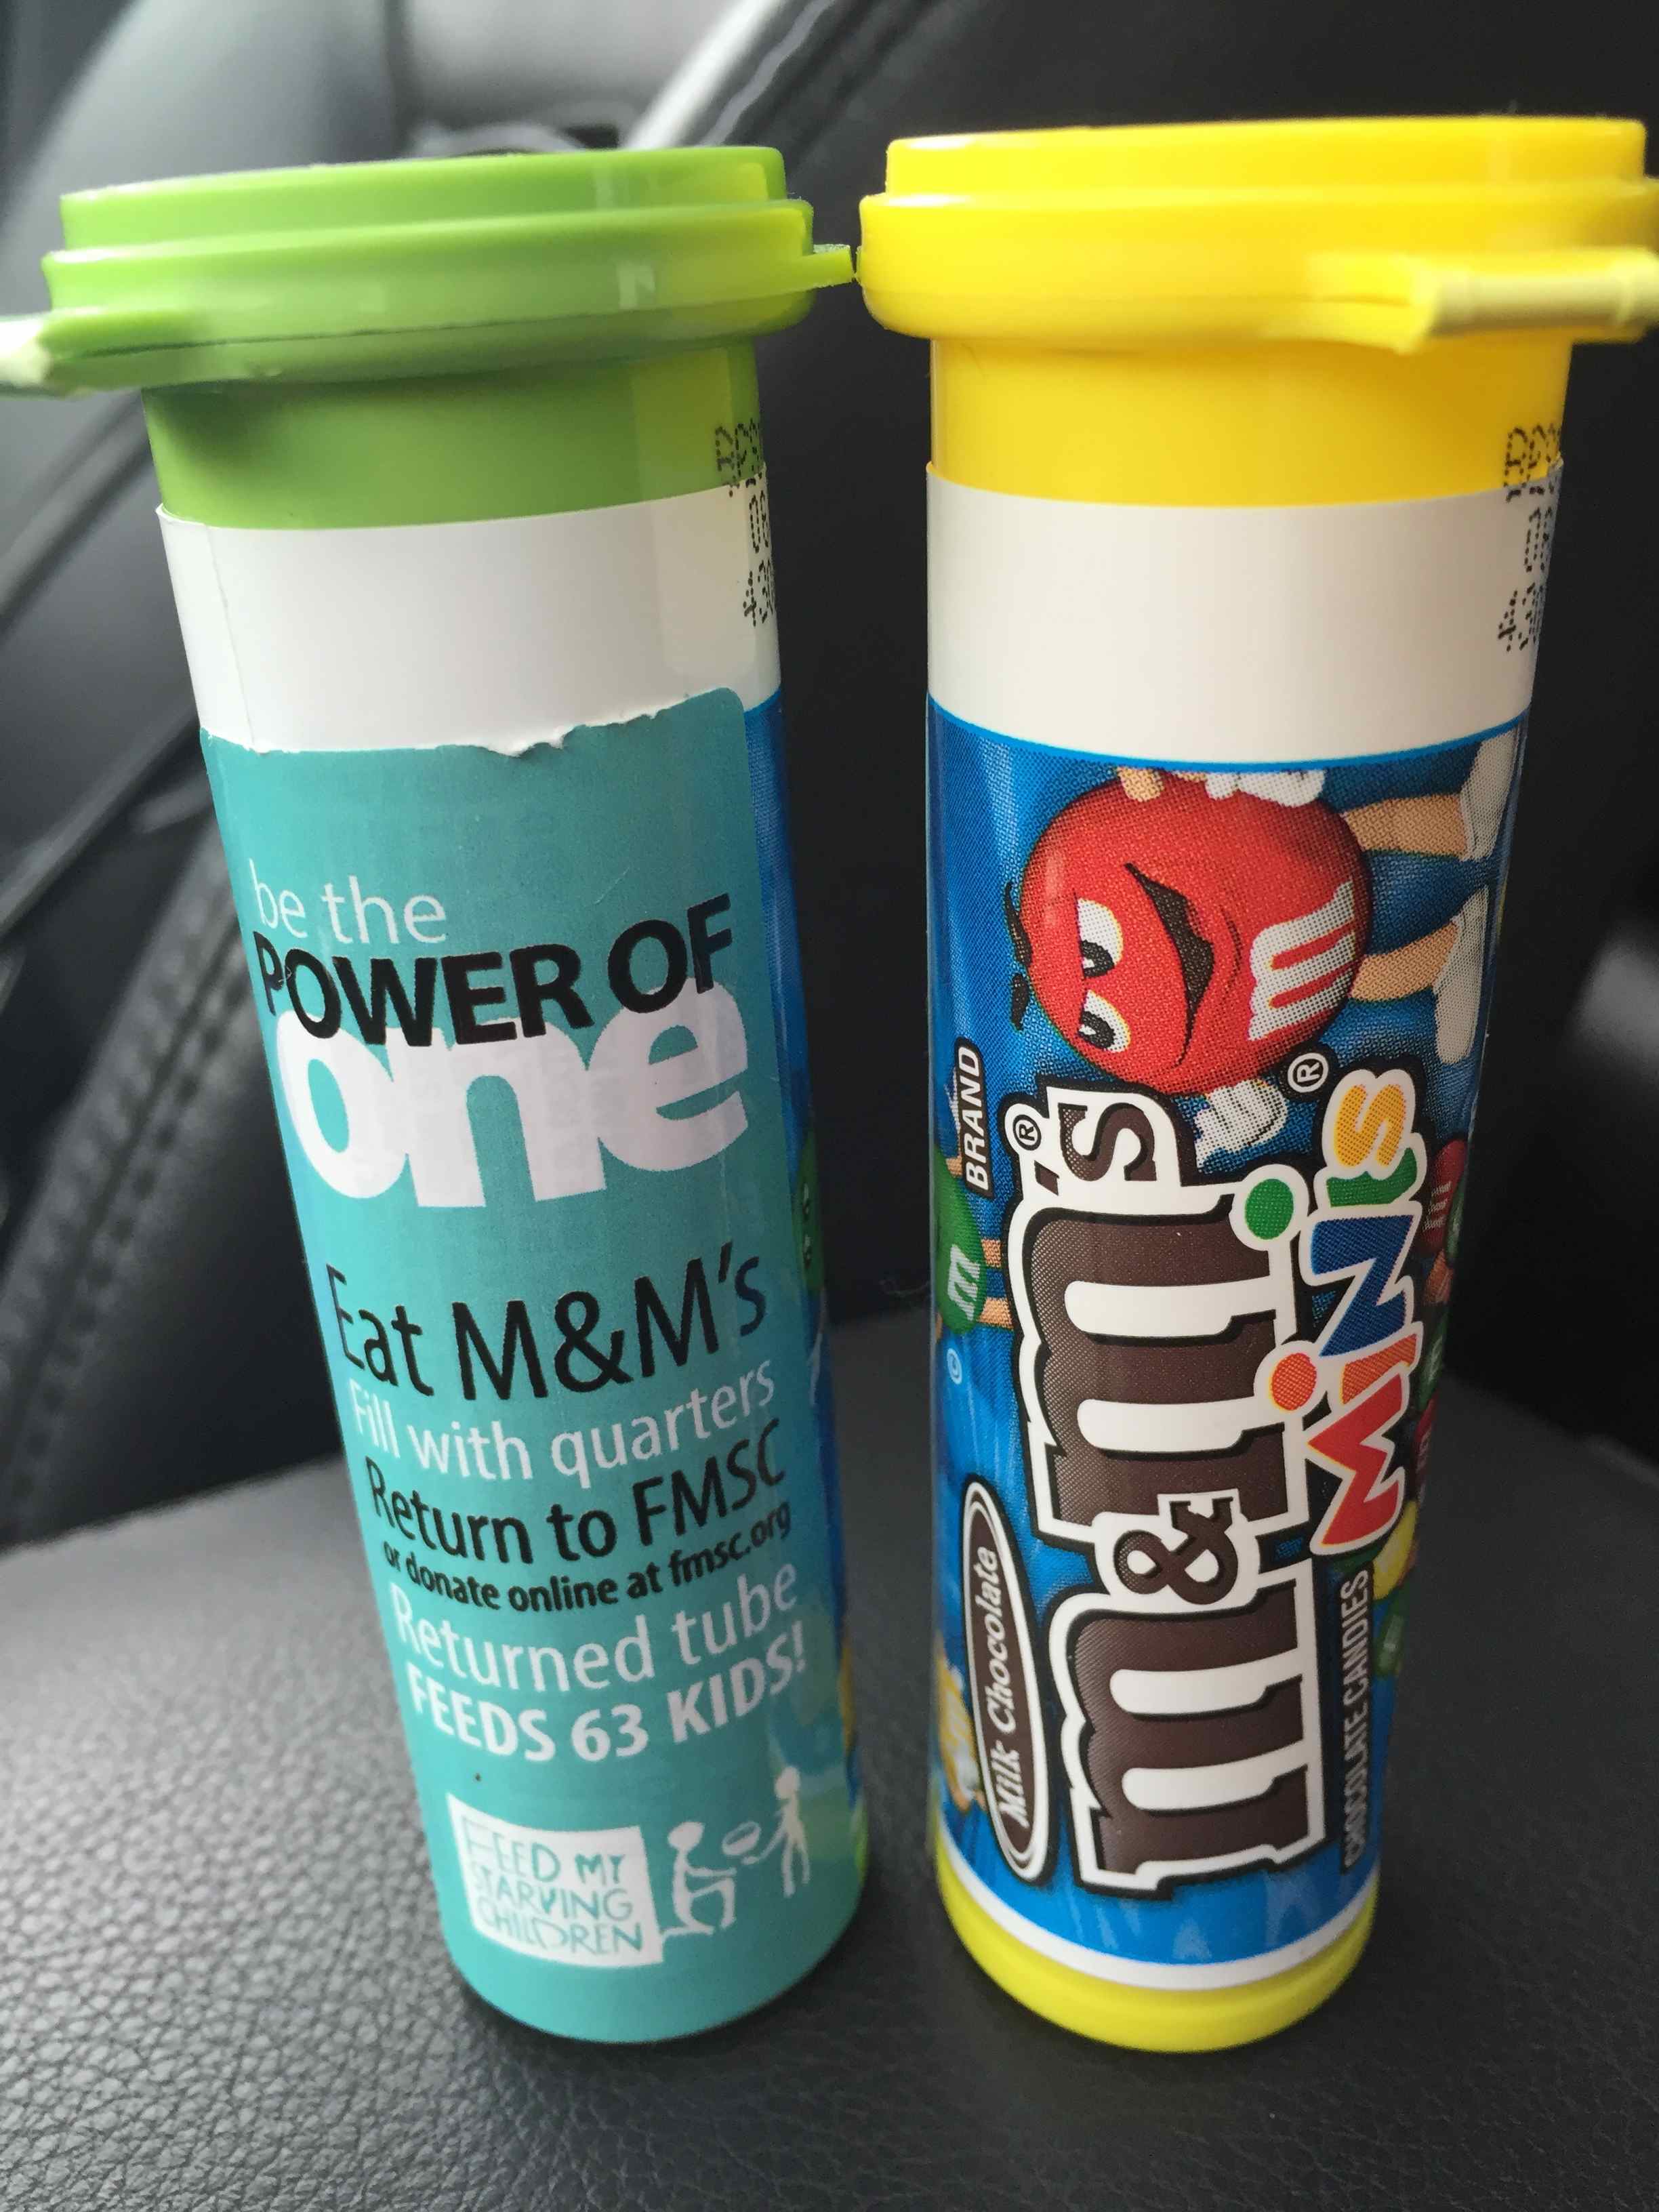 be the
POWER OF
one
Eat M&M's
Fill with quarters
Return to FMSC
or donate online at fmsc.org
Returned tube
FEEDS 63 KIDS!
FEED MY
STARVING
CHILDREN
BRAND
Milk Chocolate
m&m's®
MiNis®
CHOCOLATE CANDIES
m
m
©